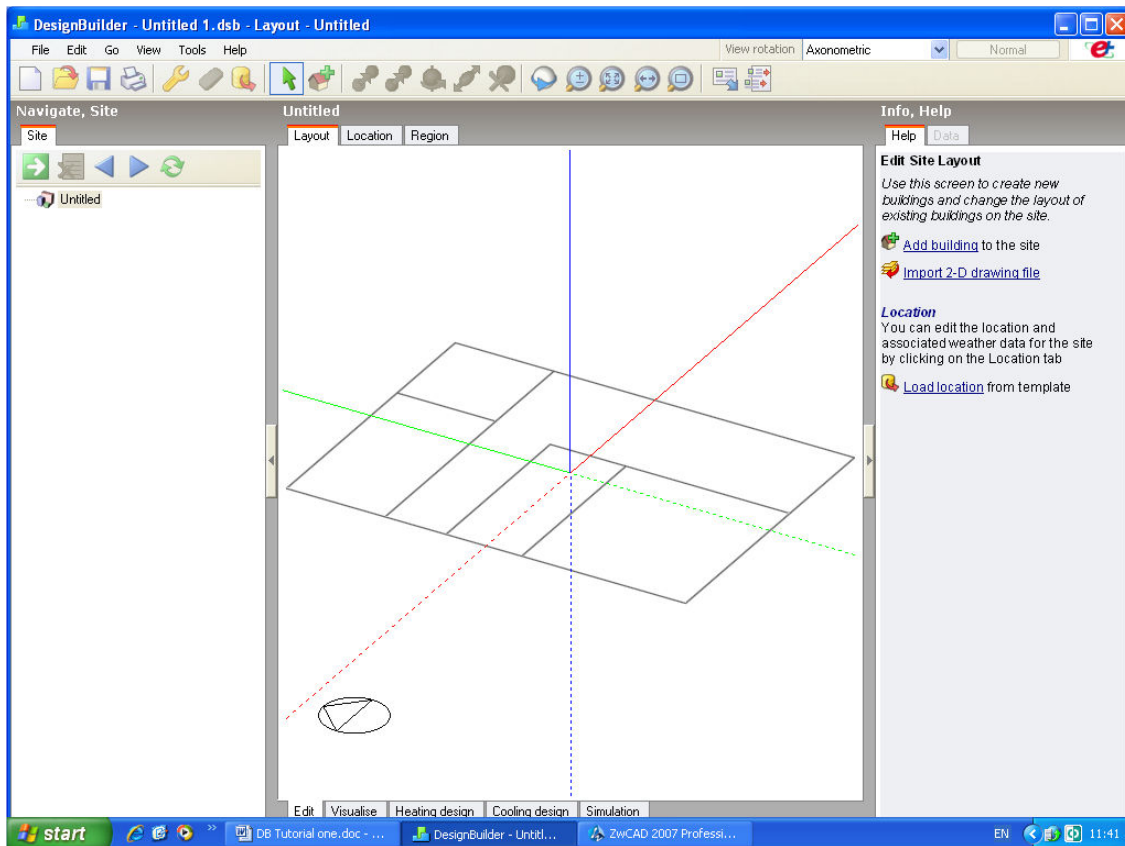 DesignBuilder - Untitled 1.dsb - Layout - Untitled
File Edit Go View Tools Help
View rotation Axonometric Normal
Navigate, Site
Site
Untitled
Untitled
Layout Location Region
Info, Help
Help Data
Edit Site Layout
Use this screen to create new
buildings and change the layout of
existing buildings on the site.
Add building to the site
Import 2-D drawing file
Location
You can edit the location and
associated weather data for the site
by clicking on the Location tab
Load location from template
Edit Visualise Heating design Cooling design Simulation
start
DB Tutorial one.doc - ...
DesignBuilder - Untitl...
ZwCAD 2007 Professi...
EN 11:41